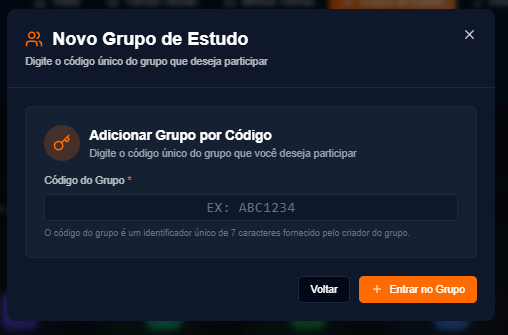 Novo Grupo de Estudo
Digite o código único do grupo que deseja participar
Adicionar Grupo por Código
Digite o código único do grupo que você deseja participar
Código do Grupo *
EX: ABC1234
O código do grupo é um identificador único de 7 caracteres fornecido pelo criador do grupo.
Voltar
+ Entrar no Grupo